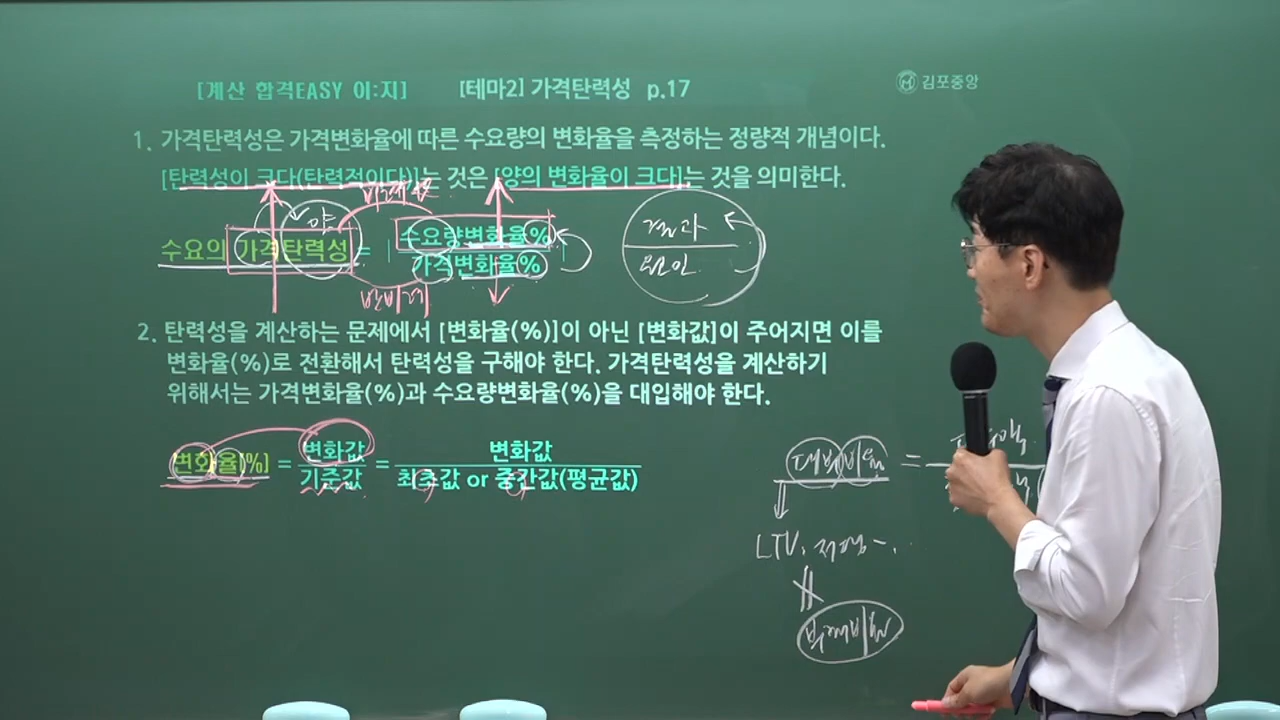 [계산 합격EASY 이:지] [테마2] 가격탄력성 p.17
김포중앙
1. 가격탄력성은 가격변화율에 따른 수요량의 변화율을 측정하는 정량적 개념이다.
[탄력성이 크다(탄력적이다)]는 것은 [양의 변화율이 크다]는 것을 의미한다.
비례
양
수요의 가격탄력성 = | 수요량변화율% |
가격변화율%
반비례
결과
원인
2. 탄력성을 계산하는 문제에서 [변화율(%)]이 아닌 [변화값]이 주어지면 이를
변화율(%)로 전환해서 탄력성을 구해야 한다. 가격탄력성을 계산하기
위해서는 가격변화율(%)과 수요량변화율(%)을 대입해야 한다.
변화율[%] = 변화값 = 변화값
기준값 최초값 or 중간값(평균값)
대부비율 =
LTV,
부채비율